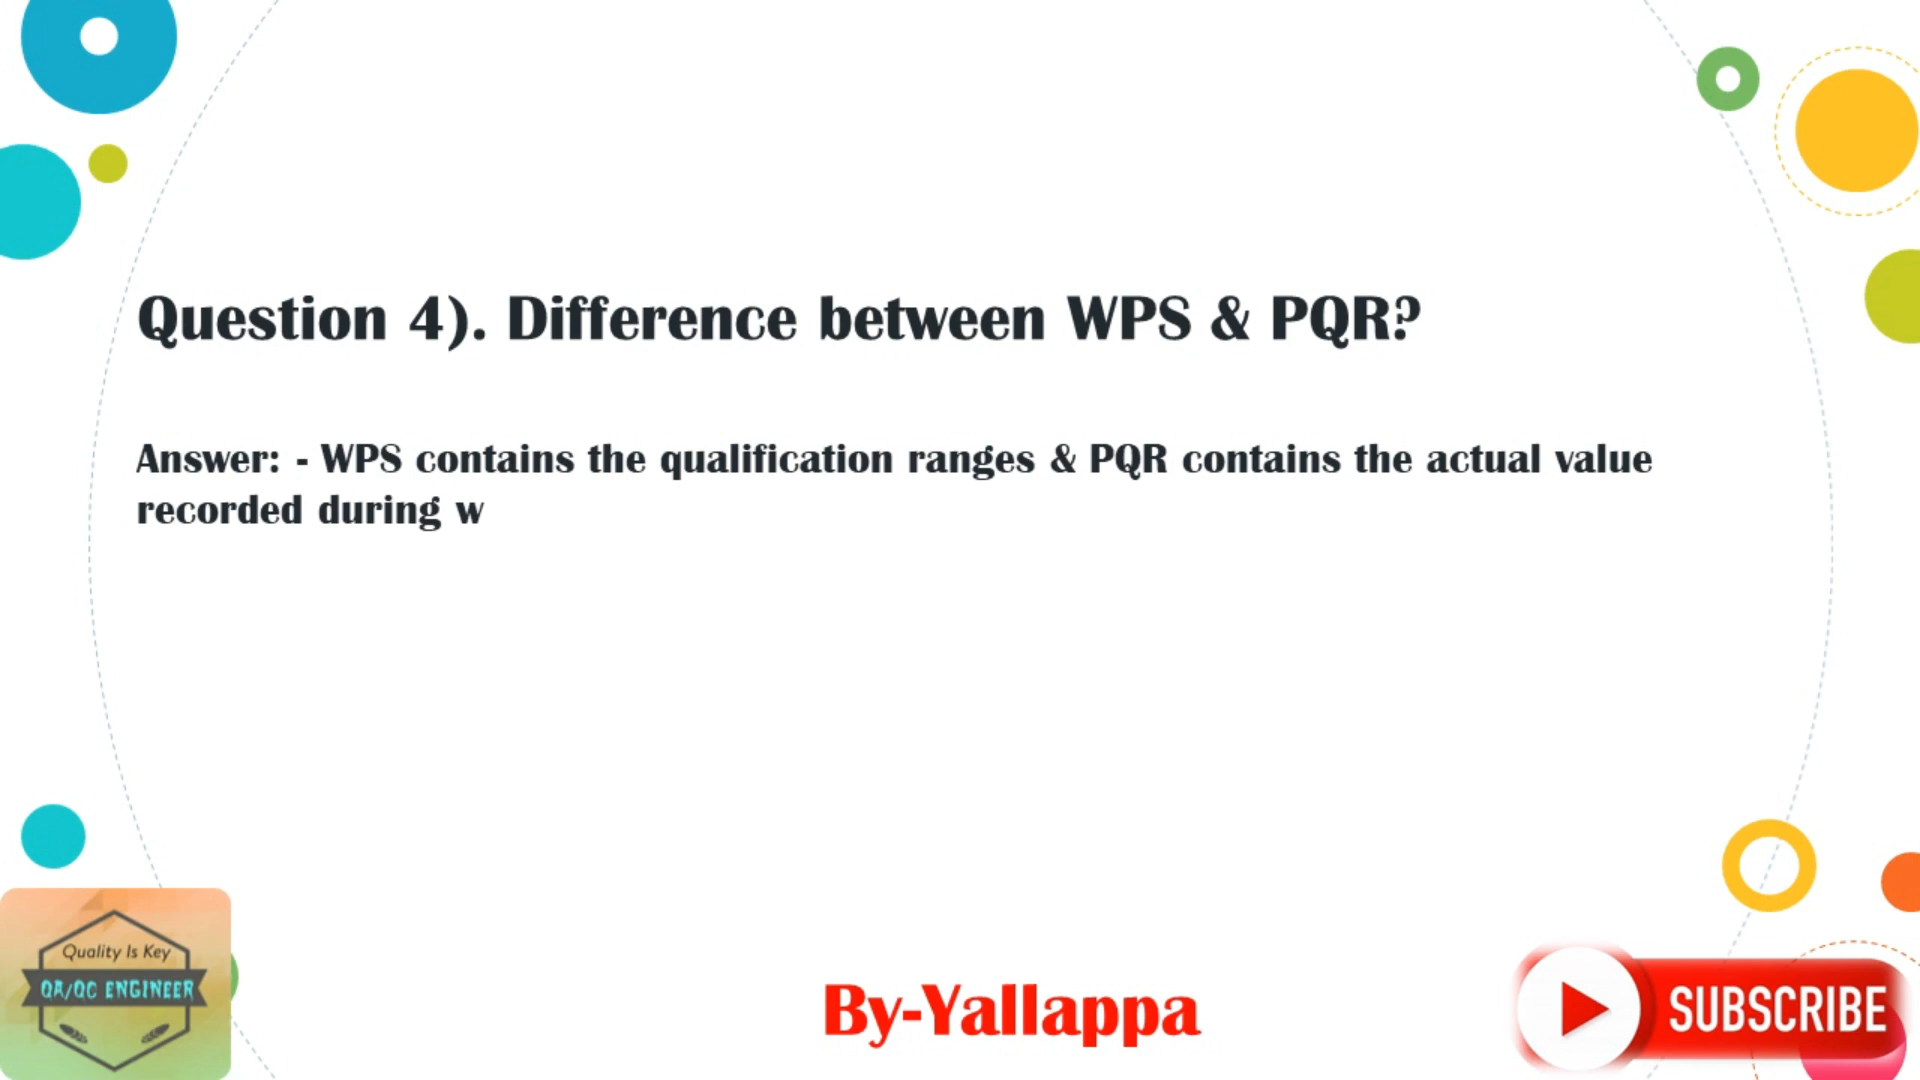 Question 4). Difference between WPS & PQR?
Answer: - WPS contains the qualification ranges & PQR contains the actual value
recorded during w
Quality Is Key
QA/QC ENGINEER
By-Yallappa
SUBSCRIBE